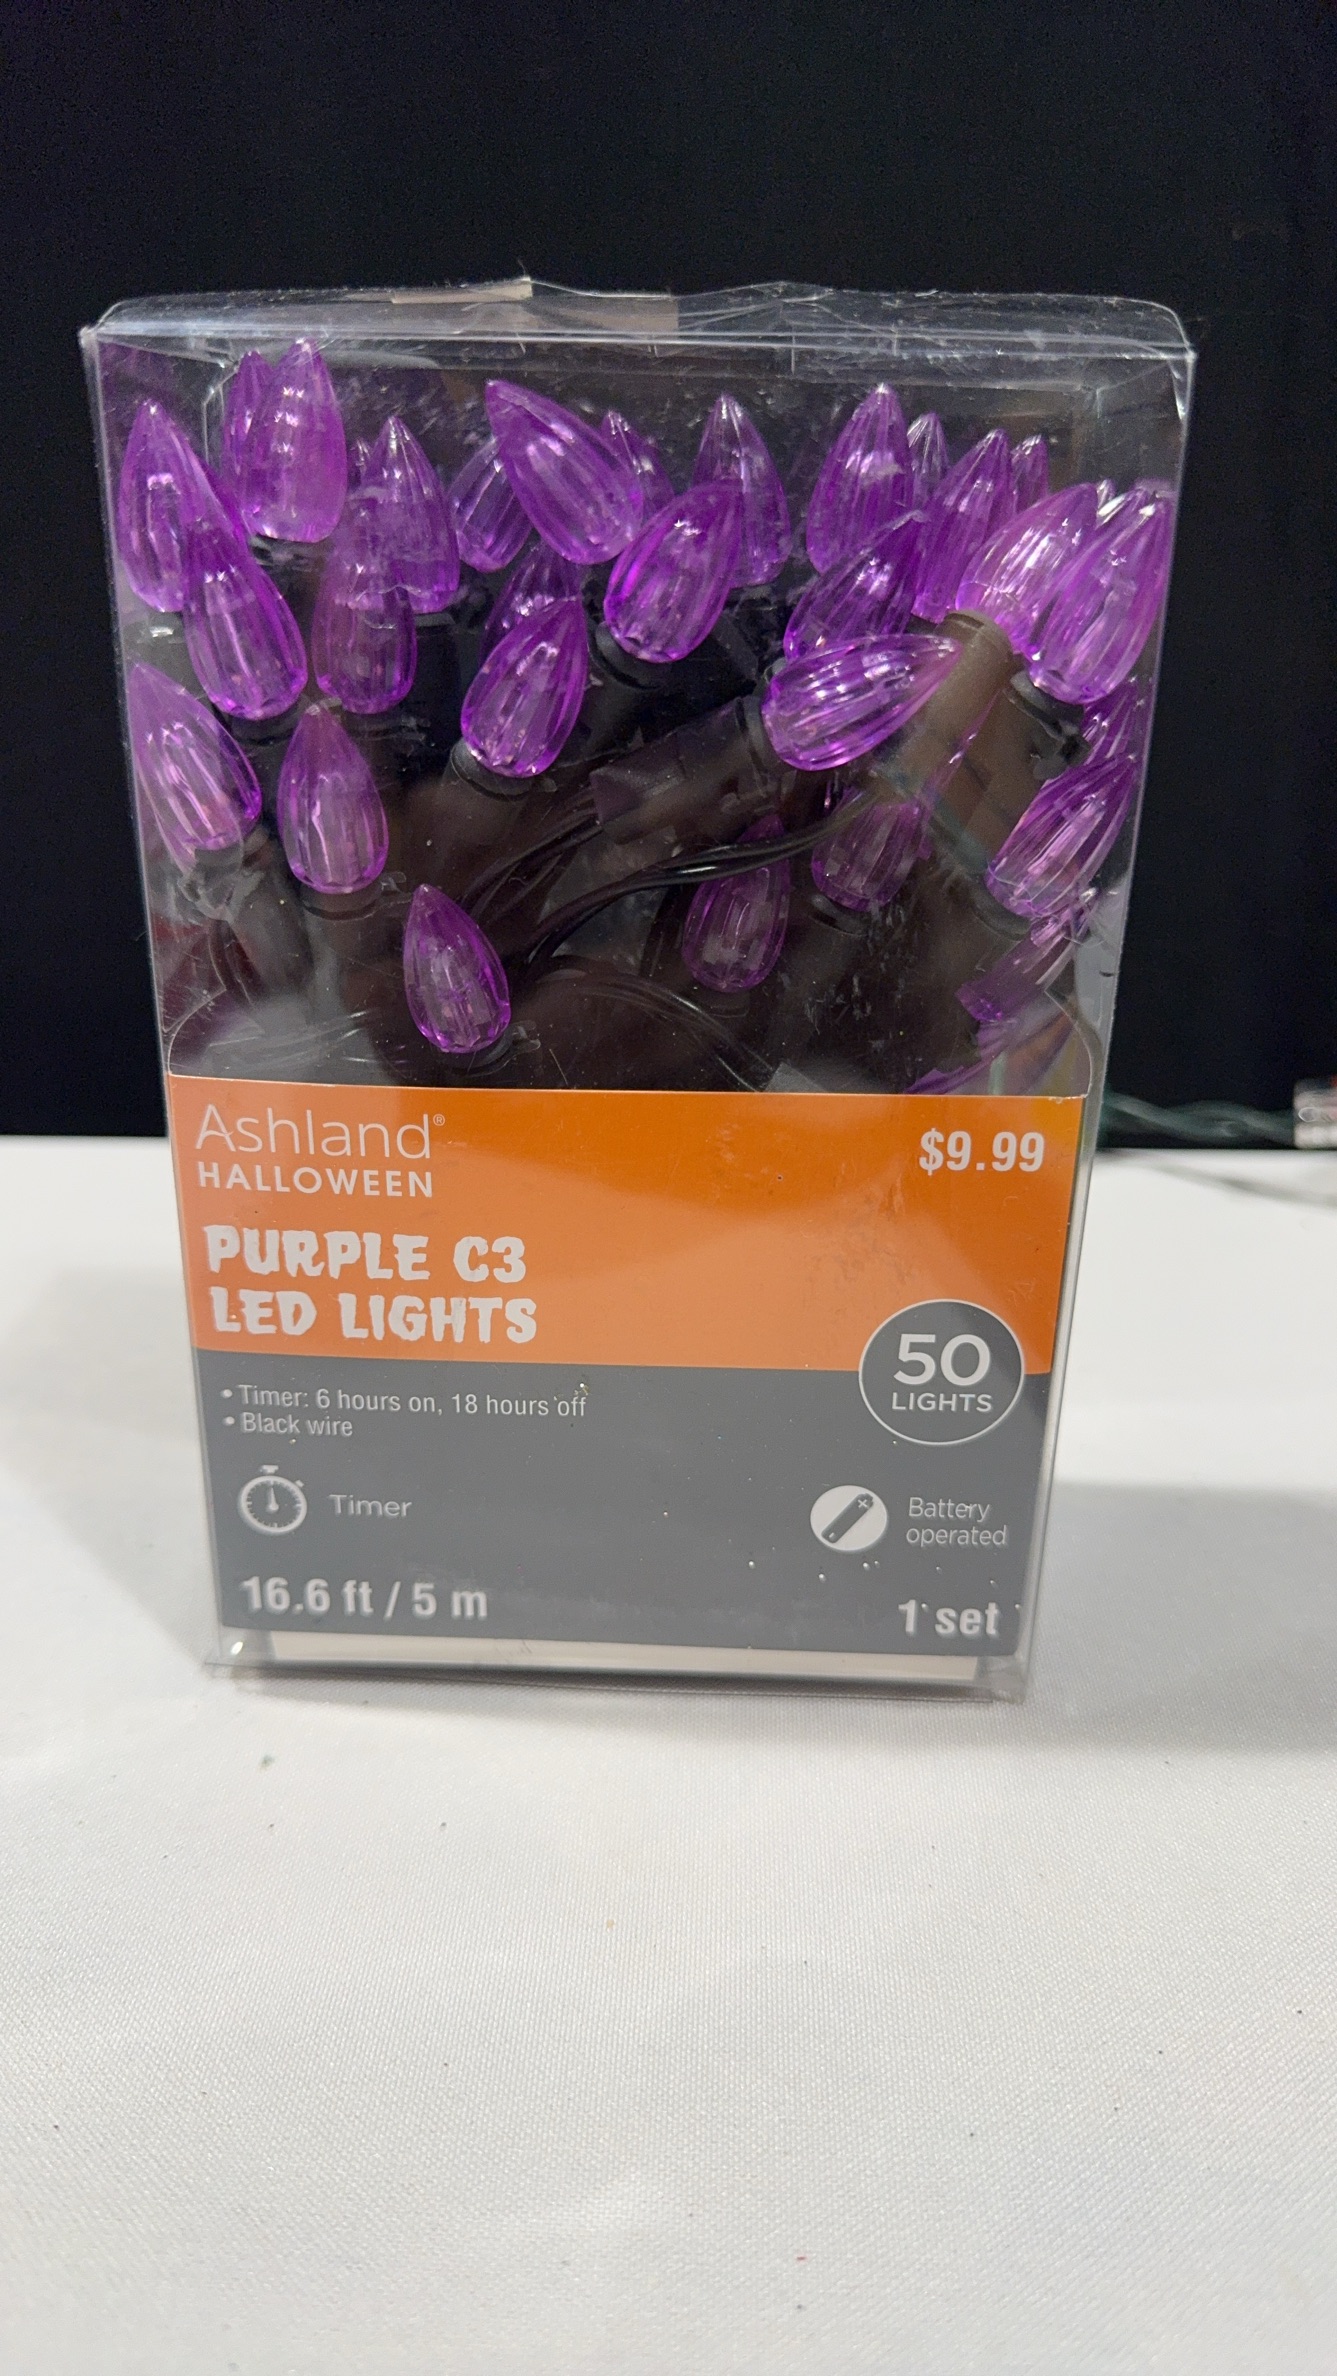 Ashland®
HALLOWEEN
$9.99
PURPLE C3
LED LIGHTS
50
LIGHTS
• Timer: 6 hours on, 18 hours off
• Black wire
Timer
Battery
operated
16.6 ft / 5 m
1 set